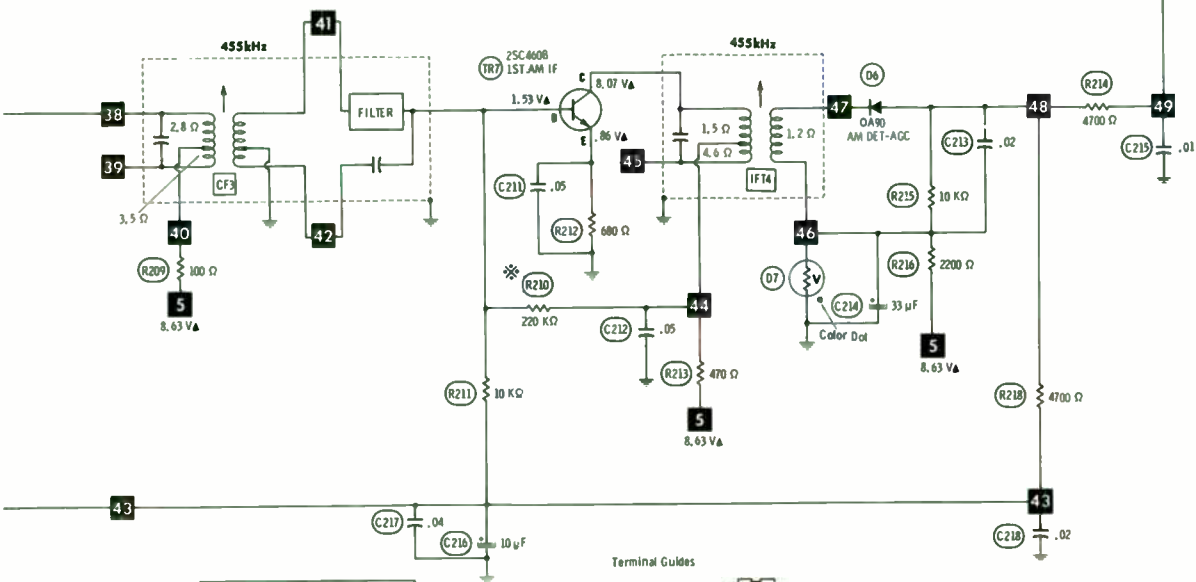 41
455kHz
455kHz
2SC460B
TR7 1ST.AM IF
C
8.07 V▲
D6
R214
38
2.8 Ω
FILTER
1.53 V▲
B
47
OA90
AM DET-AGC
48
4700 Ω
49
E
.86 V▲
1.5 Ω
4.6 Ω
1.2 Ω
C213
.02
C215
.01
39
45
CF3
IFT4
C211
.05
R215
10 KΩ
3.5 Ω
40
42
R212
680 Ω
46
R209
100 Ω
R216
2200 Ω
※
R210
D7
V
5
8.63 V▲
220 KΩ
C212
.05
44
C214
33 µF
Color Dot
5
8.63 V▲
R213
470 Ω
R211
10 KΩ
R218
4700 Ω
5
8.63 V▲
43
43
C217
.04
C216
10 µF
C218
.02
Terminal Guides